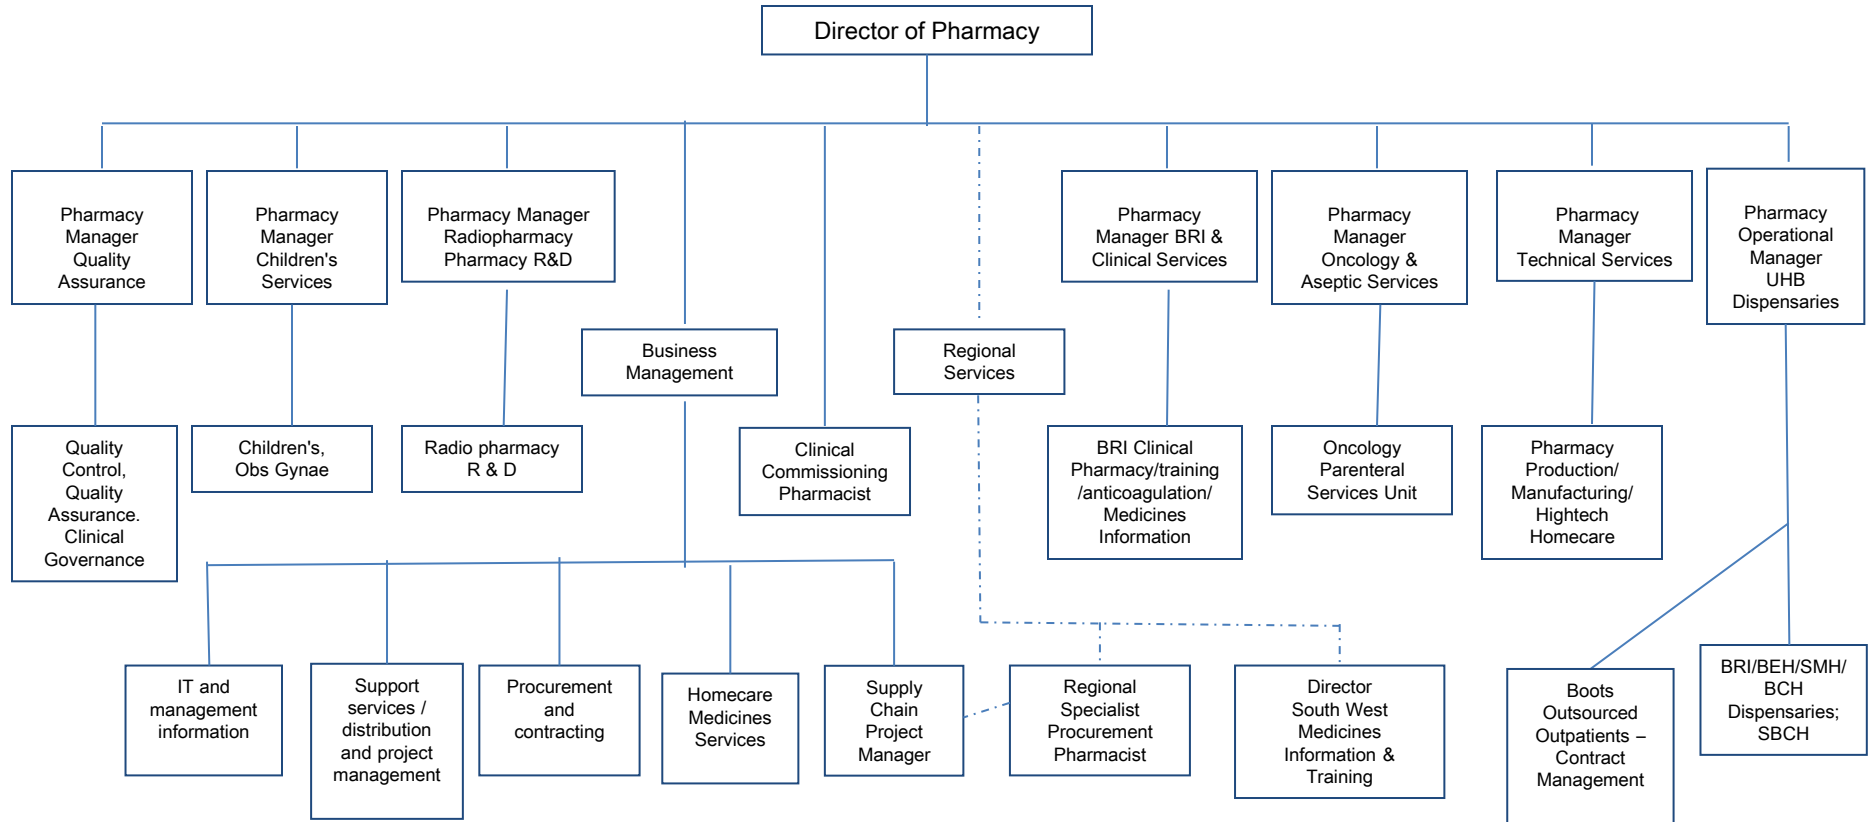 Director of Pharmacy
Pharmacy
Manager
Quality
Assurance
Pharmacy
Manager
Children's
Services
Pharmacy Manager
Radiopharmacy
Pharmacy R&D
Pharmacy
Manager BRI &
Clinical Services
Pharmacy
Manager
Oncology &
Aseptic Services
Pharmacy
Manager
Technical Services
Pharmacy
Operational
Manager
UHB
Dispensaries
Business
Management
Regional
Services
Quality
Control,
Quality
Assurance.
Clinical
Governance
Children's,
Obs Gynae
Radio pharmacy
R & D
Clinical
Commissioning
Pharmacist
BRI Clinical
Pharmacy/training
/anticoagulation/
Medicines
Information
Oncology
Parenteral
Services Unit
Pharmacy
Production/
Manufacturing/
Hightech
Homecare
IT and
management
information
Support
services /
distribution
and project
management
Procurement
and
contracting
Homecare
Medicines
Services
Supply
Chain
Project
Manager
Regional
Specialist
Procurement
Pharmacist
Director
South West
Medicines
Information &
Training
Boots
Outsourced
Outpatients –
Contract
Management
BRI/BEH/SMH/
BCH
Dispensaries;
SBCH